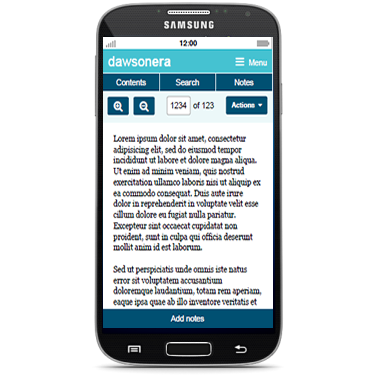 SAMSUNG
12:00
dawsonera Menu
Contents Search Notes
1234 of 123 Actions
Lorem ipsum dolor sit amet, consectetur
adipisicing elit, sed do eiusmod tempor
incididunt ut labore et dolore magna aliqua.
Ut enim ad minim veniam, quis nostrud
exercitation ullamco laboris nisi ut aliquip ex
ea commodo consequat. Duis aute irure
dolor in reprehenderit in voluptate velit esse
cillum dolore eu fugiat nulla pariatur.
Excepteur sint occaecat cupidatat non
proident, sunt in culpa qui officia deserunt
mollit anim id est laborum.
Sed ut perspiciatis unde omnis iste natus
error sit voluptatem accusantium
doloremque laudantium, totam rem aperiam,
eaque ipsa quae ab illo inventore veritatis et
Add notes